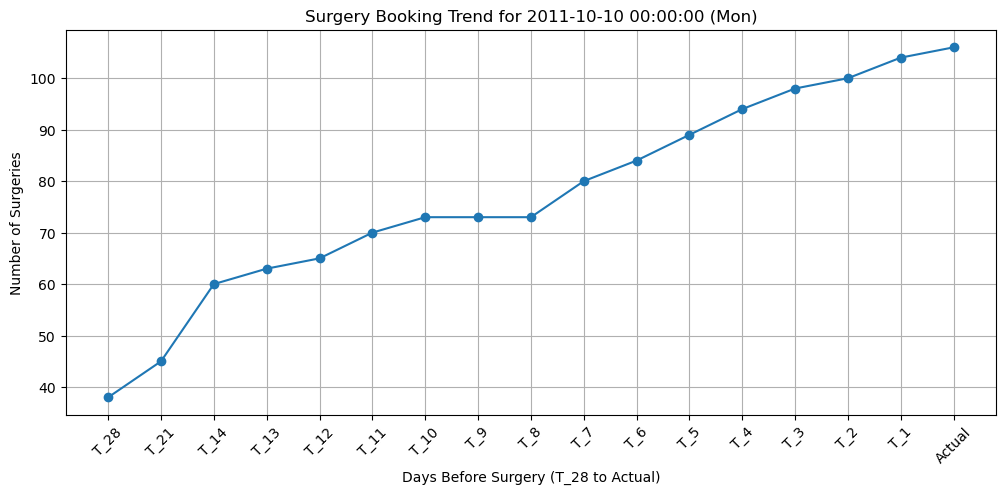 Surgery Booking Trend for 2011-10-10 00:00:00 (Mon)
Number of Surgeries
100
90
80
70
60
50
40
T_28 T_21 T_14 T_13 T_12 T_11 T_10 T_9 T_8 T_7 T_6 T_5 T_4 T_3 T_2 T_1 Actual
Days Before Surgery (T_28 to Actual)